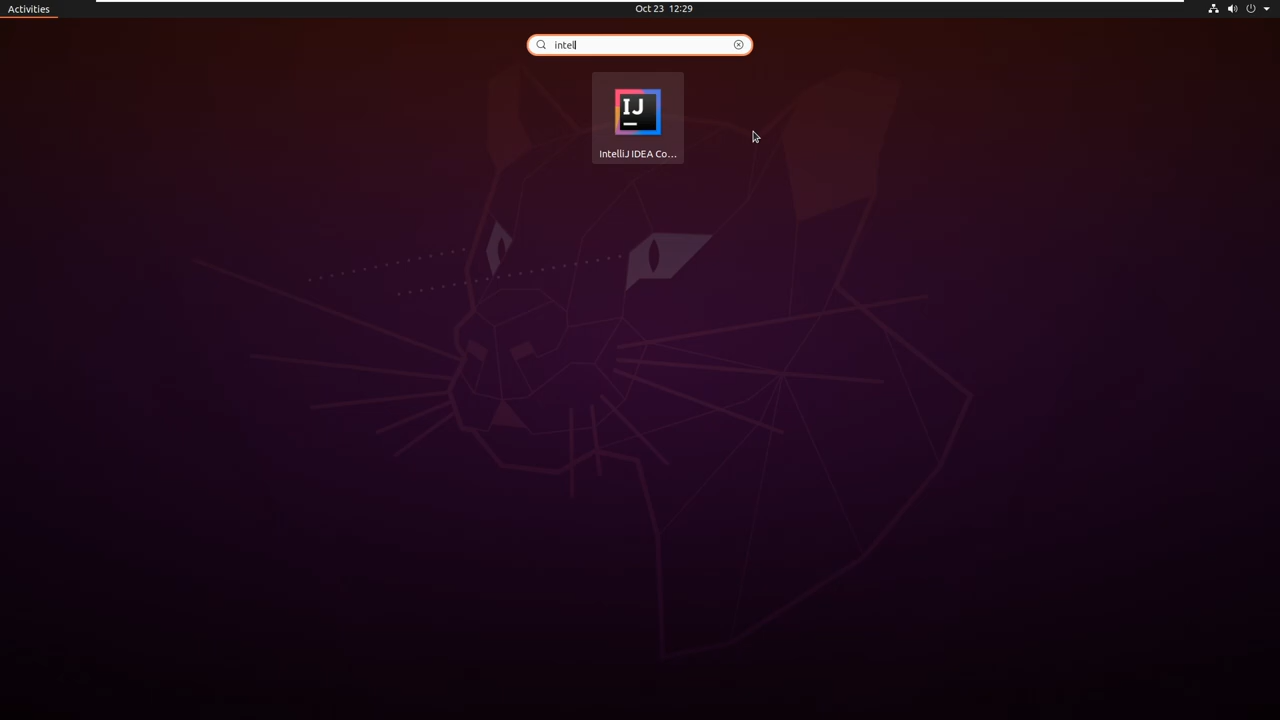 Activities
Oct 23 12:29
intell
IJ
IntelliJ IDEA Co...